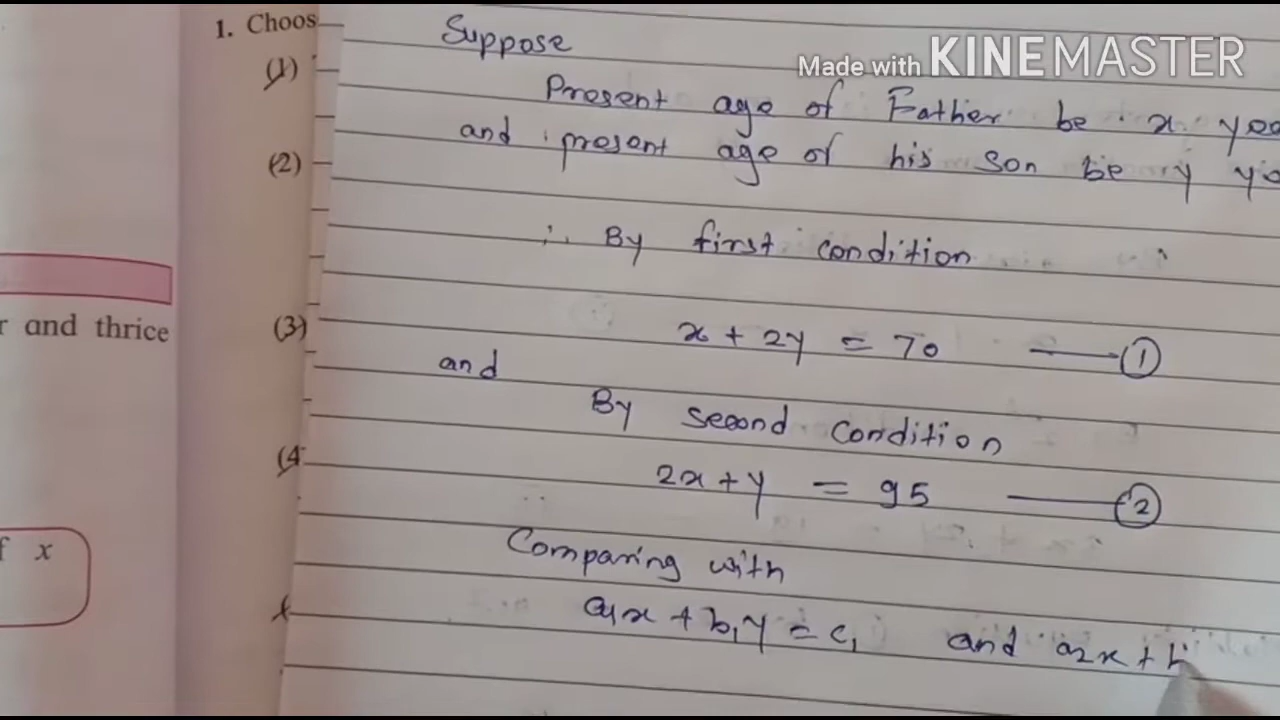 1. Choos
Made with KINEMASTER
Suppose
(1)
Present age of Father be x
and present age of his son be y
(2)
∴ By first condition
r and thrice
(3)
x + 2y = 70 —— ①
and
By second condition
(4
2x + y = 95 —— ②
f x
Comparing with
a1x + b1y = c1 and a2x +